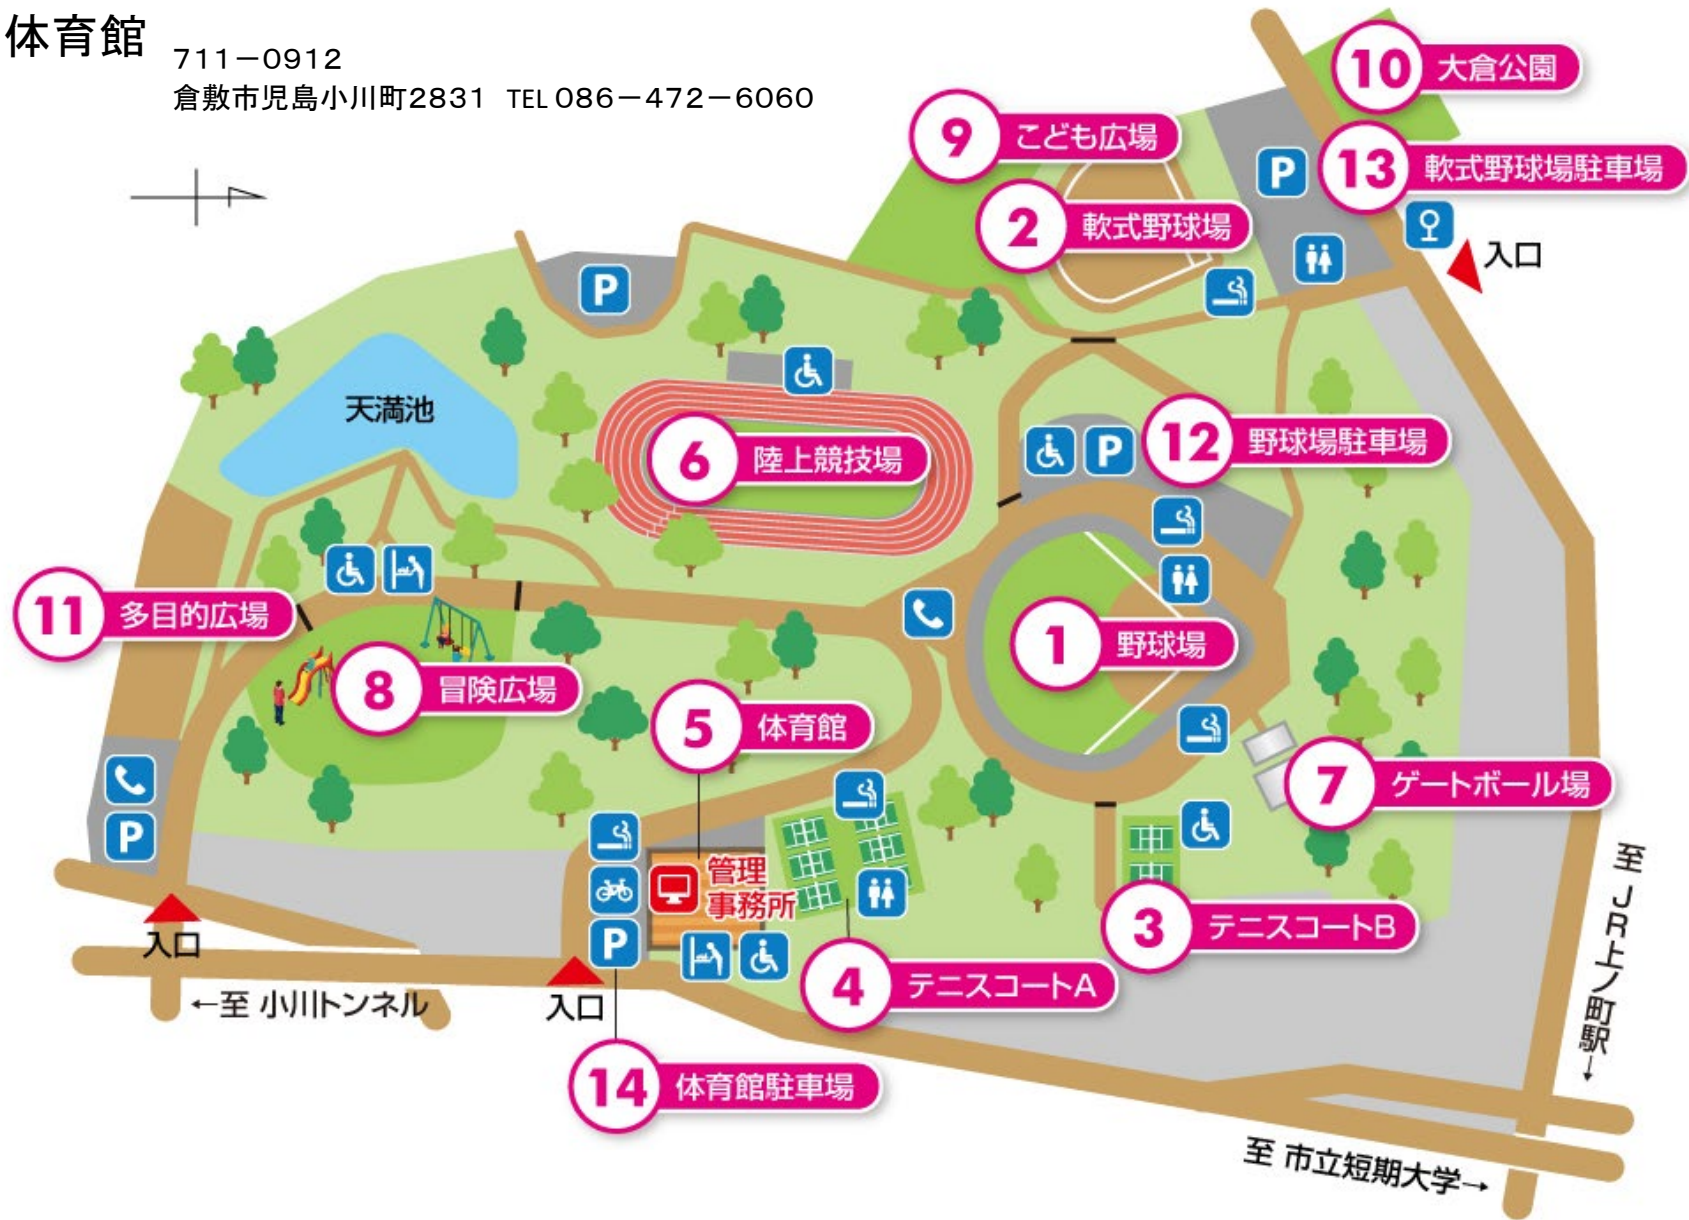 体育館
711－0912
倉敷市児島小川町2831 TEL 086－472－6060
10 大倉公園
9 こども広場
P
13 軟式野球場駐車場
2 軟式野球場
入口
P
天満池
6 陸上競技場
P
12 野球場駐車場
11 多目的広場
1 野球場
8 冒険広場
5 体育館
7 ゲートボール場
P
管理
事務所
3 テニスコートB
入口
P
4 テニスコートA
←至 小川トンネル
入口
至 JR上ノ町駅→
14 体育館駐車場
至 市立短期大学→